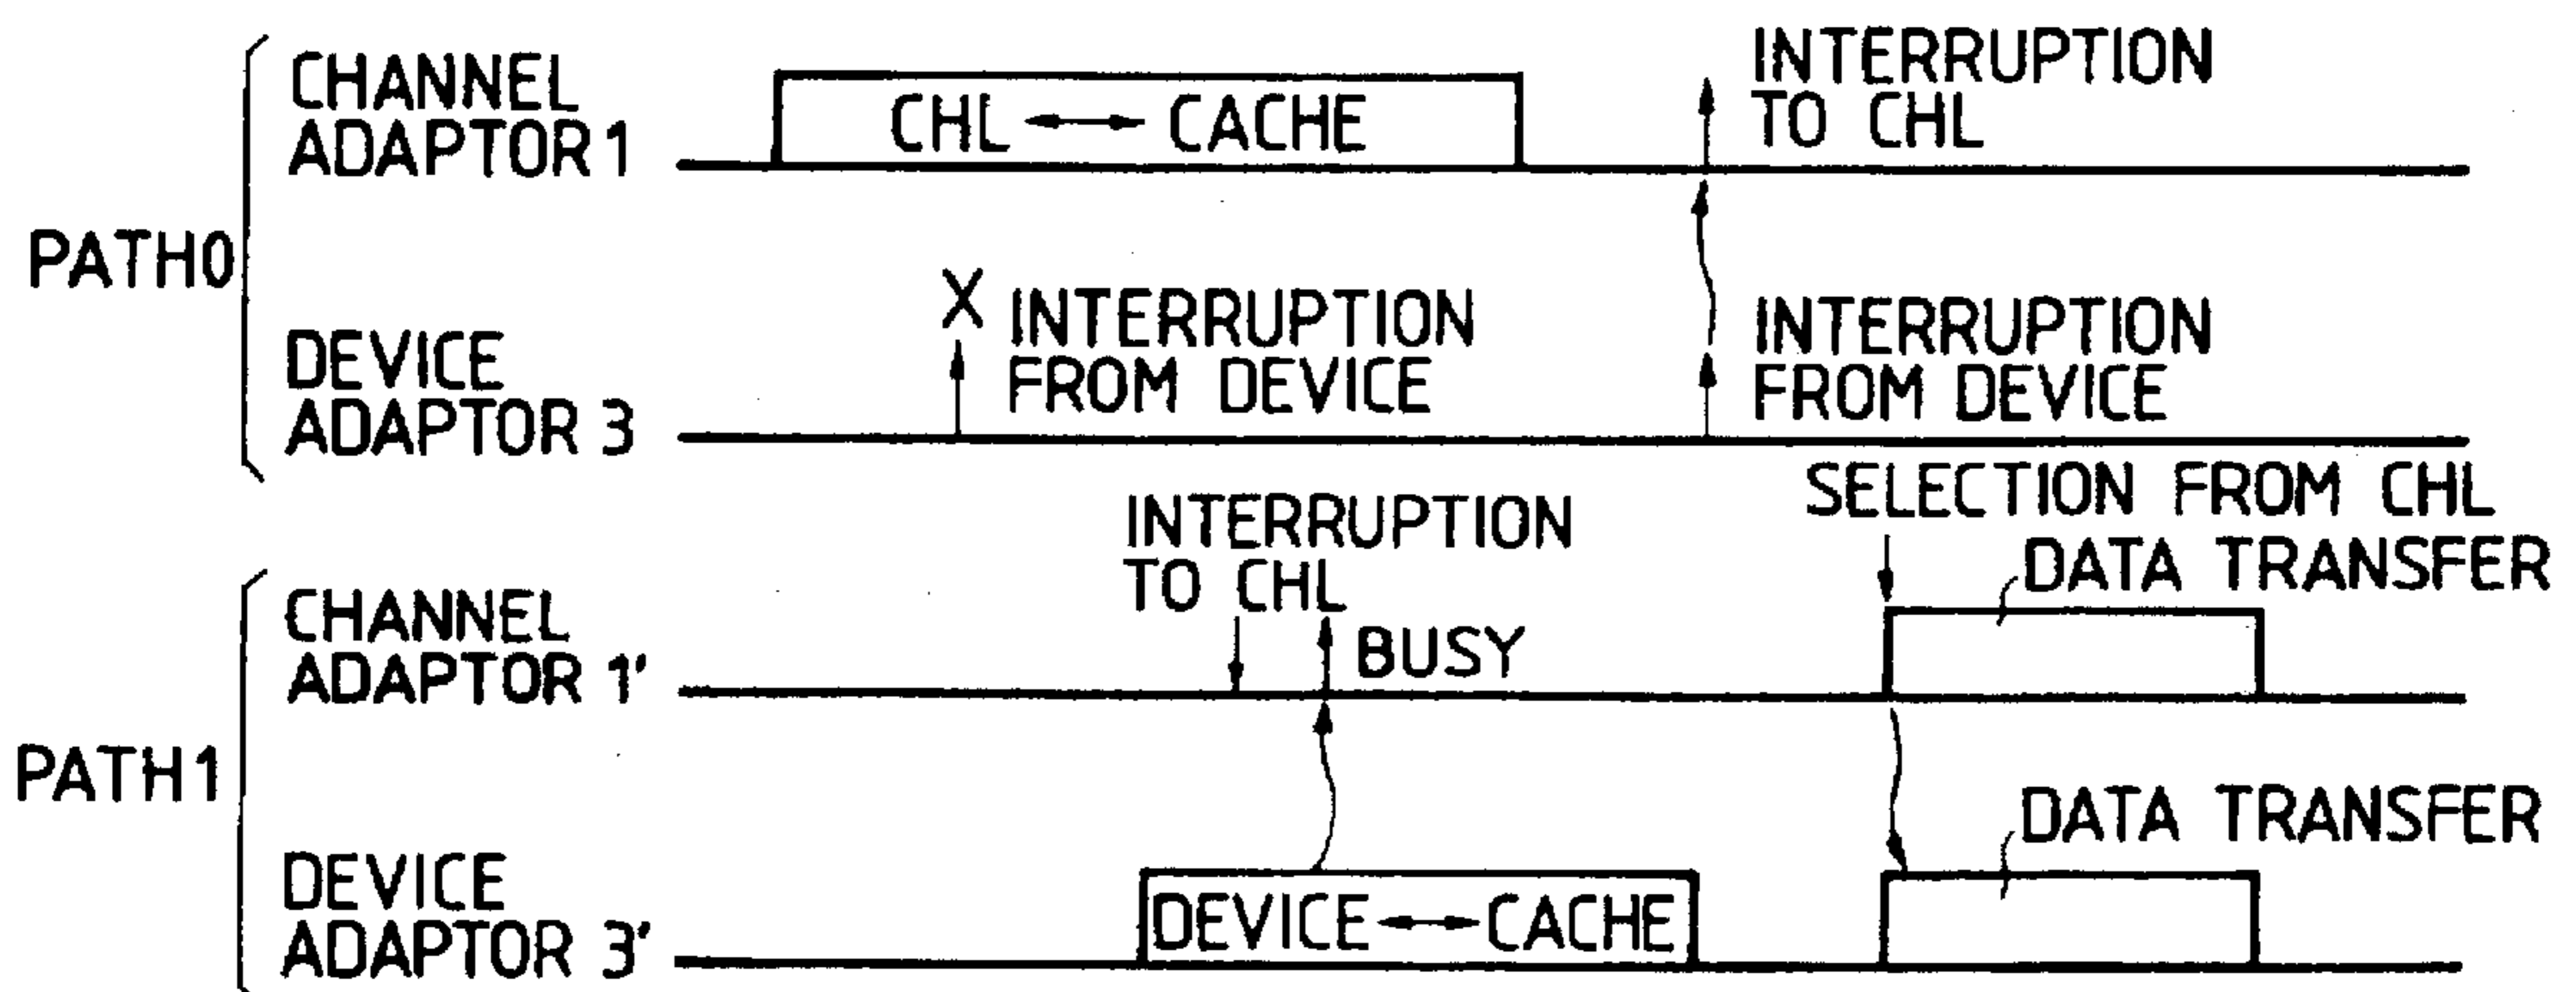 PATH0
CHANNEL
ADAPTOR 1
CHL ↔ CACHE
INTERRUPTION
TO CHL
DEVICE
ADAPTOR 3
X
INTERRUPTION
FROM DEVICE
INTERRUPTION
FROM DEVICE
PATH1
CHANNEL
ADAPTOR 1'
INTERRUPTION
TO CHL
BUSY
SELECTION FROM CHL
DATA TRANSFER
DEVICE
ADAPTOR 3'
DEVICE ↔ CACHE
DATA TRANSFER